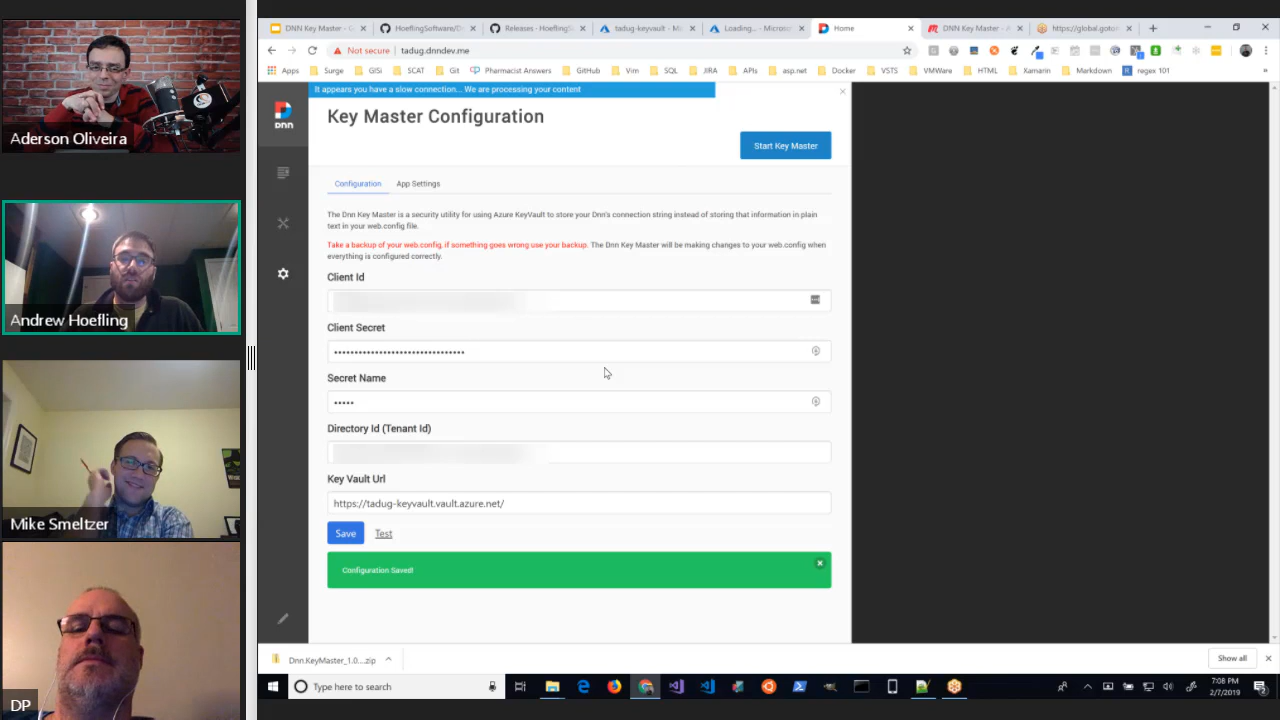 Aderson Oliveira
Andrew Hoefling
Mike Smeltzer
DP
DNN Key Master - G
HoeflingSoftware/D
Releases · HoeflingS
tadug-keyvault - M
Loading... - Micros
Home
DNN Key Master - A
https://global.goto
Not secure | tadug.dnndev.me
Apps
Surge
GiSi
SCAT
Git
Pharmacist Answers
GitHub
Vim
SQL
JIRA
APIs
asp.net
Docker
VSTS
VMWare
HTML
Xamarin
Markdown
regex 101
It appears you have a slow connection... We are processing your content
dnn
Key Master Configuration
Start Key Master
Configuration
App Settings
The Dnn Key Master is a security utility for using Azure KeyVault to store your Dnn's connection string instead of storing that information in plain
text in your web.config file.
Take a backup of your web.config, if something goes wrong use your backup. The Dnn Key Master will be making changes to your web.config when
everything is configured correctly.
Client Id
Client Secret
Secret Name
Directory Id (Tenant Id)
Key Vault Url
https://tadug-keyvault.vault.azure.net/
Save
Test
Configuration Saved!
Dnn.KeyMaster_1.0....zip
Show all
Type here to search
7:08 PM
2/7/2019